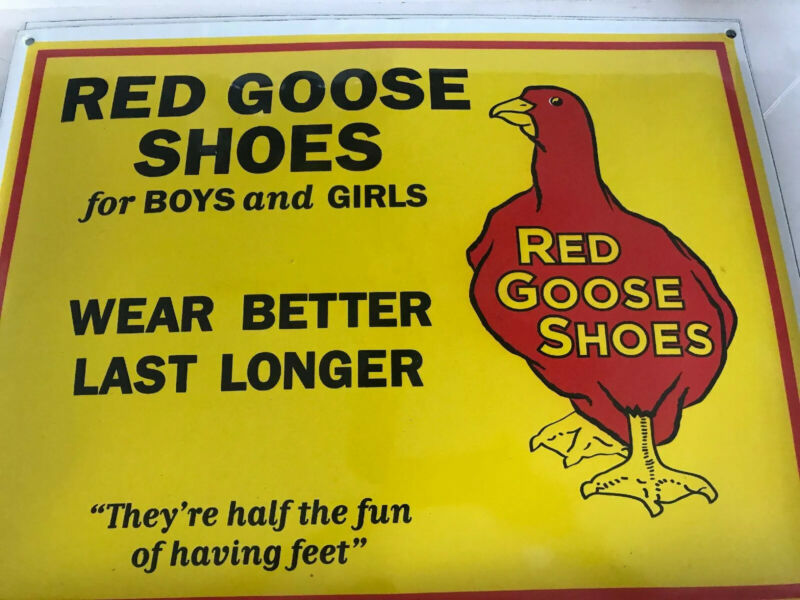 RED GOOSE
SHOES
for BOYS and GIRLS
WEAR BETTER
LAST LONGER
"They're half the fun
of having feet"
RED
GOOSE
SHOES